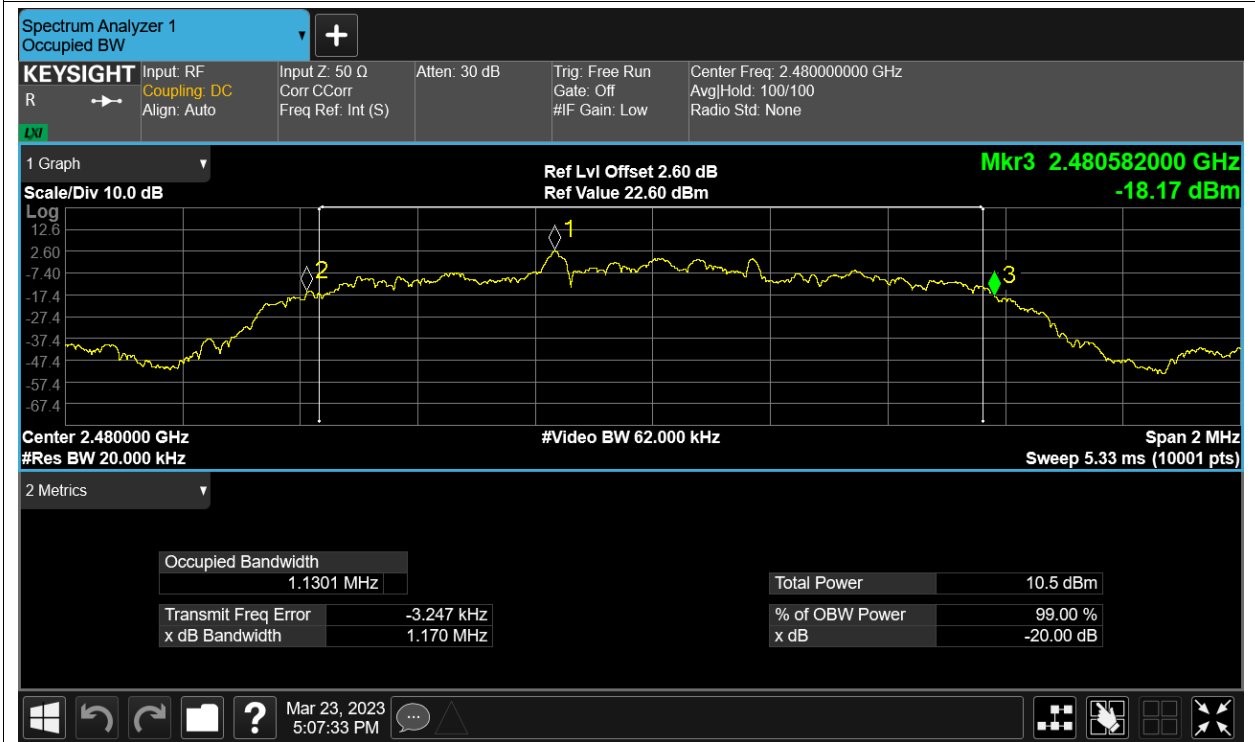 Spectrum Analyzer 1
Occupied BW
KEYSIGHT
R
LXI
Input: RF
Coupling: DC
Align: Auto
Input Z: 50 Ω
Corr CCorr
Freq Ref: Int (S)
Atten: 30 dB
Trig: Free Run
Gate: Off
#IF Gain: Low
Center Freq: 2.480000000 GHz
Avg|Hold: 100/100
Radio Std: None
1 Graph
Scale/Div 10.0 dB
Ref Lvl Offset 2.60 dB
Ref Value 22.60 dBm
Mkr3 2.480582000 GHz
-18.17 dBm
Log
12.6
2.60
-7.40
-17.4
-27.4
-37.4
-47.4
-57.4
-67.4
1
2
3
Center 2.480000 GHz
#Video BW 62.000 kHz
Span 2 MHz
#Res BW 20.000 kHz
Sweep 5.33 ms (10001 pts)
2 Metrics
Occupied Bandwidth
1.1301 MHz
Transmit Freq Error -3.247 kHz
x dB Bandwidth 1.170 MHz
Total Power 10.5 dBm
% of OBW Power 99.00 %
x dB -20.00 dB
?
Mar 23, 2023
5:07:33 PM